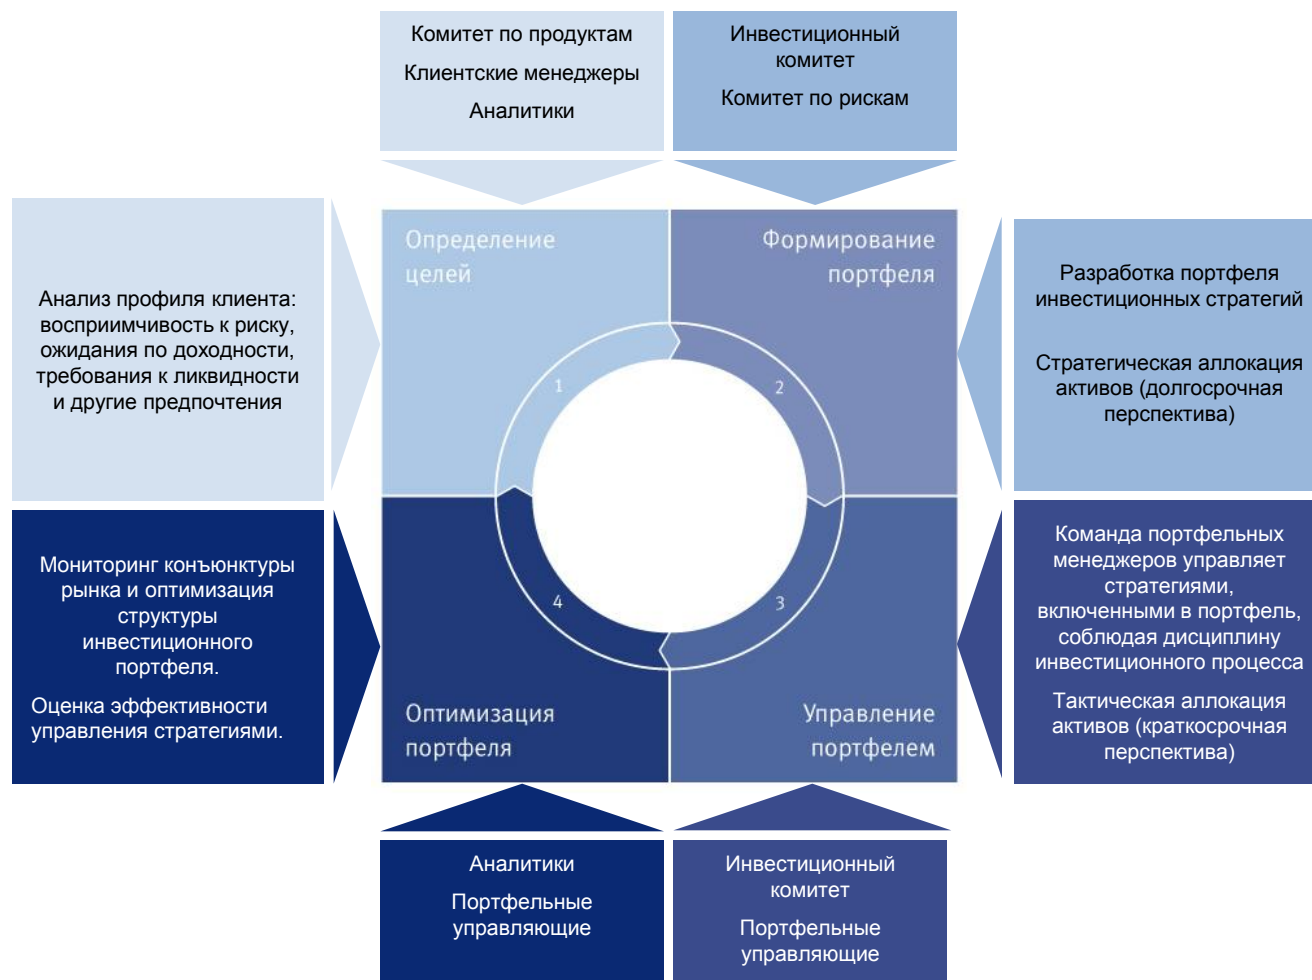 Комитет по продуктам
Клиентские менеджеры
Аналитики
Инвестиционный
комитет
Комитет по рискам
Анализ профиля клиента:
восприимчивость к риску,
ожидания по доходности,
требования к ликвидности
и другие предпочтения
Определение
целей
1
Формирование
портфеля
2
Разработка портфеля
инвестиционных стратегий
Стратегическая аллокация
активов (долгосрочная
перспектива)
Мониторинг конъюнктуры
рынка и оптимизация
структуры
инвестиционного
портфеля.
Оценка эффективности
управления стратегиями.
4
Оптимизация
портфеля
3
Управление
портфелем
Команда портфельных
менеджеров управляет
стратегиями,
включенными в портфель,
соблюдая дисциплину
инвестиционного процесса
Тактическая аллокация
активов (краткосрочная
перспектива)
Аналитики
Портфельные
управляющие
Инвестиционный
комитет
Портфельные
управляющие